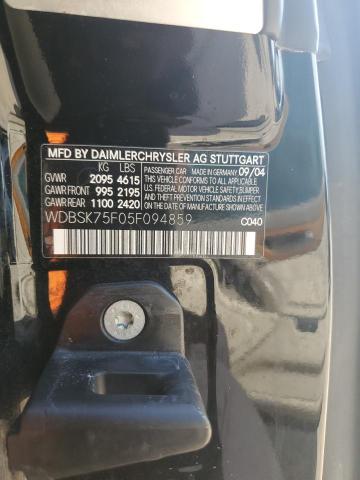 MFD BY DAIMLERCHRYSLER AG STUTTGART
KG LBS MADE IN GERMANY 09/04
GVWR 2095 4615 THIS VEHICLE CONFORMS TO ALL
GAWR FRONT 995 2195 APPLICABLE U.S. FEDERAL MOTOR
GAWR REAR 1100 2420 VEHICLE SAFETY, BUMPER, AND THEFT
PREVENTION STANDARDS IN EFFECT ON
THE DATE OF MANUFACTURE SHOWN ABOVE
WDBSK75F05F094859 C040